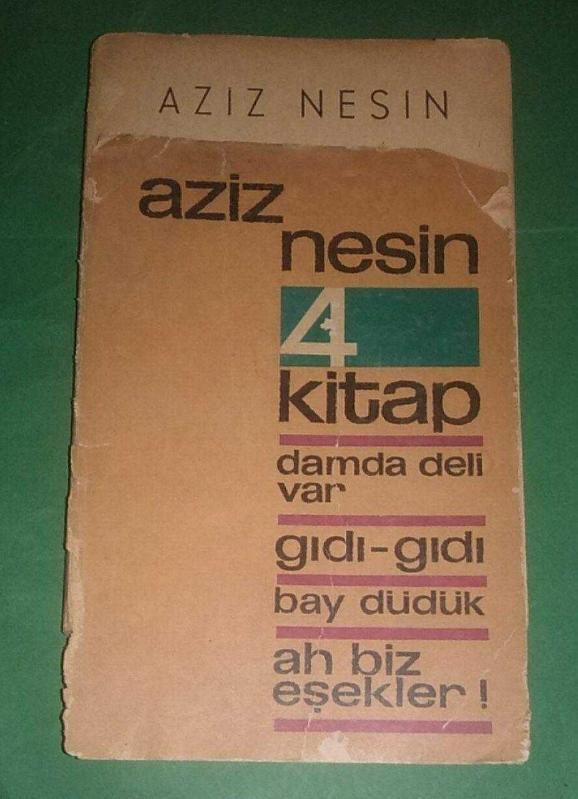 AZIZ NESIN
aziz
nesin
4
kitap
damda deli
var
gıdı-gıdı
bay düdük
ah biz
eşekler!